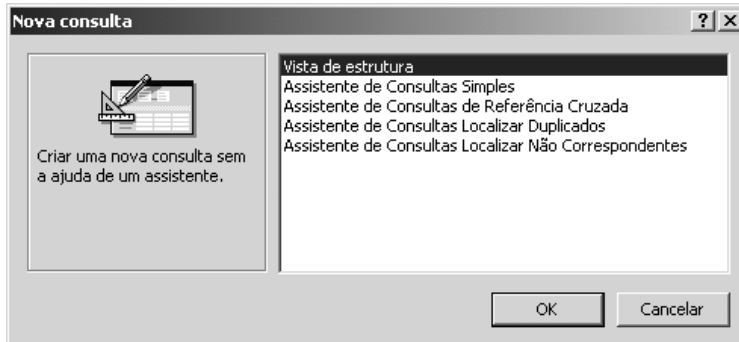 Nova consulta
Vista de estrutura
Assistente de Consultas Simples
Assistente de Consultas de Referência Cruzada
Assistente de Consultas Localizar Duplicados
Assistente de Consultas Localizar Não Correspondentes
Criar uma nova consulta sem
a ajuda de um assistente.
OK
Cancelar